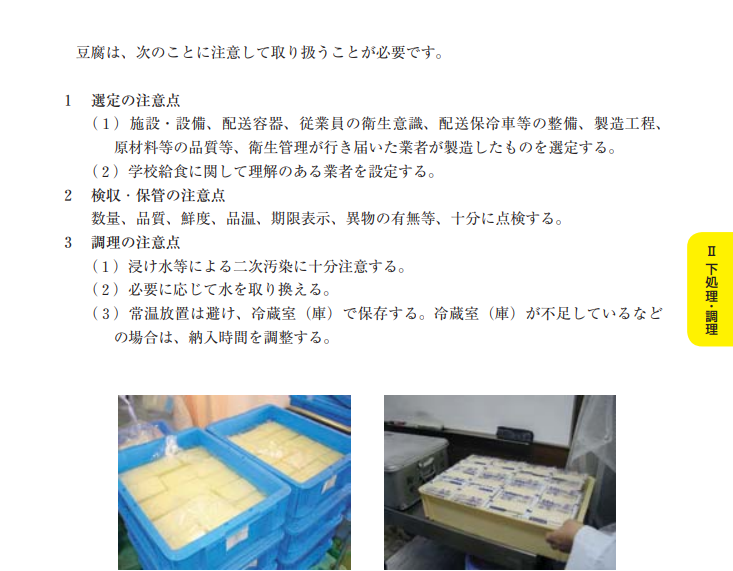 豆腐は、次のことに注意して取り扱うことが必要です。
1 選定の注意点
（1）施設・設備、配送容器、従業員の衛生意識、配送保冷車等の整備、製造工程、
原材料等の品質等、衛生管理が行き届いた業者が製造したものを選定する。
（2）学校給食に関して理解のある業者を設定する。
2 検収・保管の注意点
数量、品質、鮮度、品温、期限表示、異物の有無等、十分に点検する。
3 調理の注意点
（1）浸け水等による二次汚染に十分注意する。
（2）必要に応じて水を取り換える。
（3）常温放置は避け、冷蔵室（庫）で保存する。冷蔵室（庫）が不足しているなど
の場合は、納入時間を調整する。
Ⅱ 下処理・調理